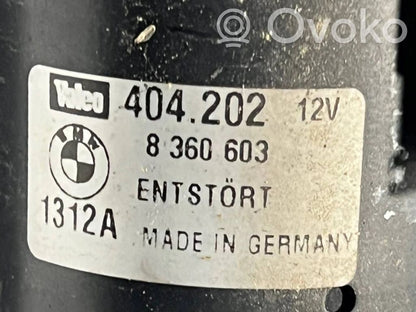 Ovoko
Valeo 404.202 12V
BMW
8 360 603
ENTSTÖRT
1312A MADE IN GERMANY